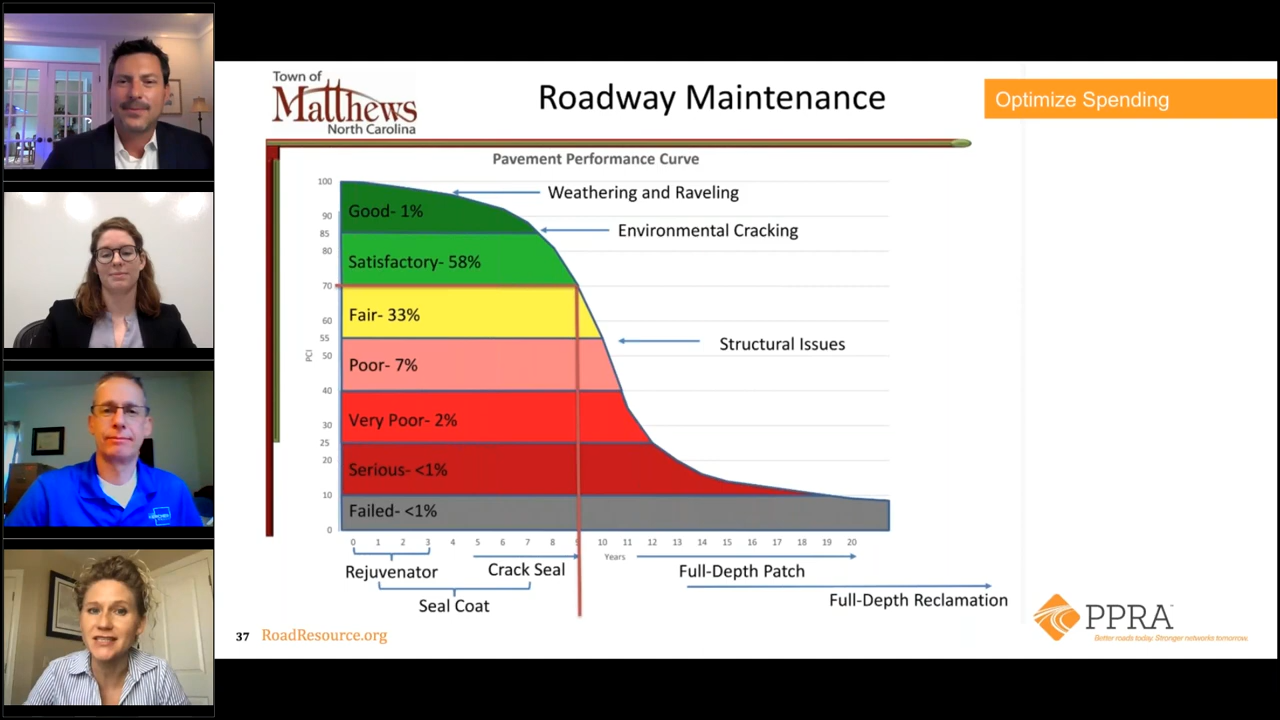 Town of
Matthews
North Carolina
Roadway Maintenance
Optimize Spending
Pavement Performance Curve
100
90
85
80
70
60
55
50
40
30
25
20
10
0
PCI
Weathering and Raveling
Good- 1%
Environmental Cracking
Satisfactory- 58%
Fair- 33%
Structural Issues
Poor- 7%
Very Poor- 2%
Serious- <1%
Failed- <1%
0 1 2 3 4 5 6 7 8 9 10 11 12 13 14 15 16 17 18 19 20
Years
Rejuvenator
Crack Seal
Full-Depth Patch
Seal Coat
Full-Depth Reclamation
37 RoadResource.org
PPRA
Better roads today. Stronger networks tomorrow.